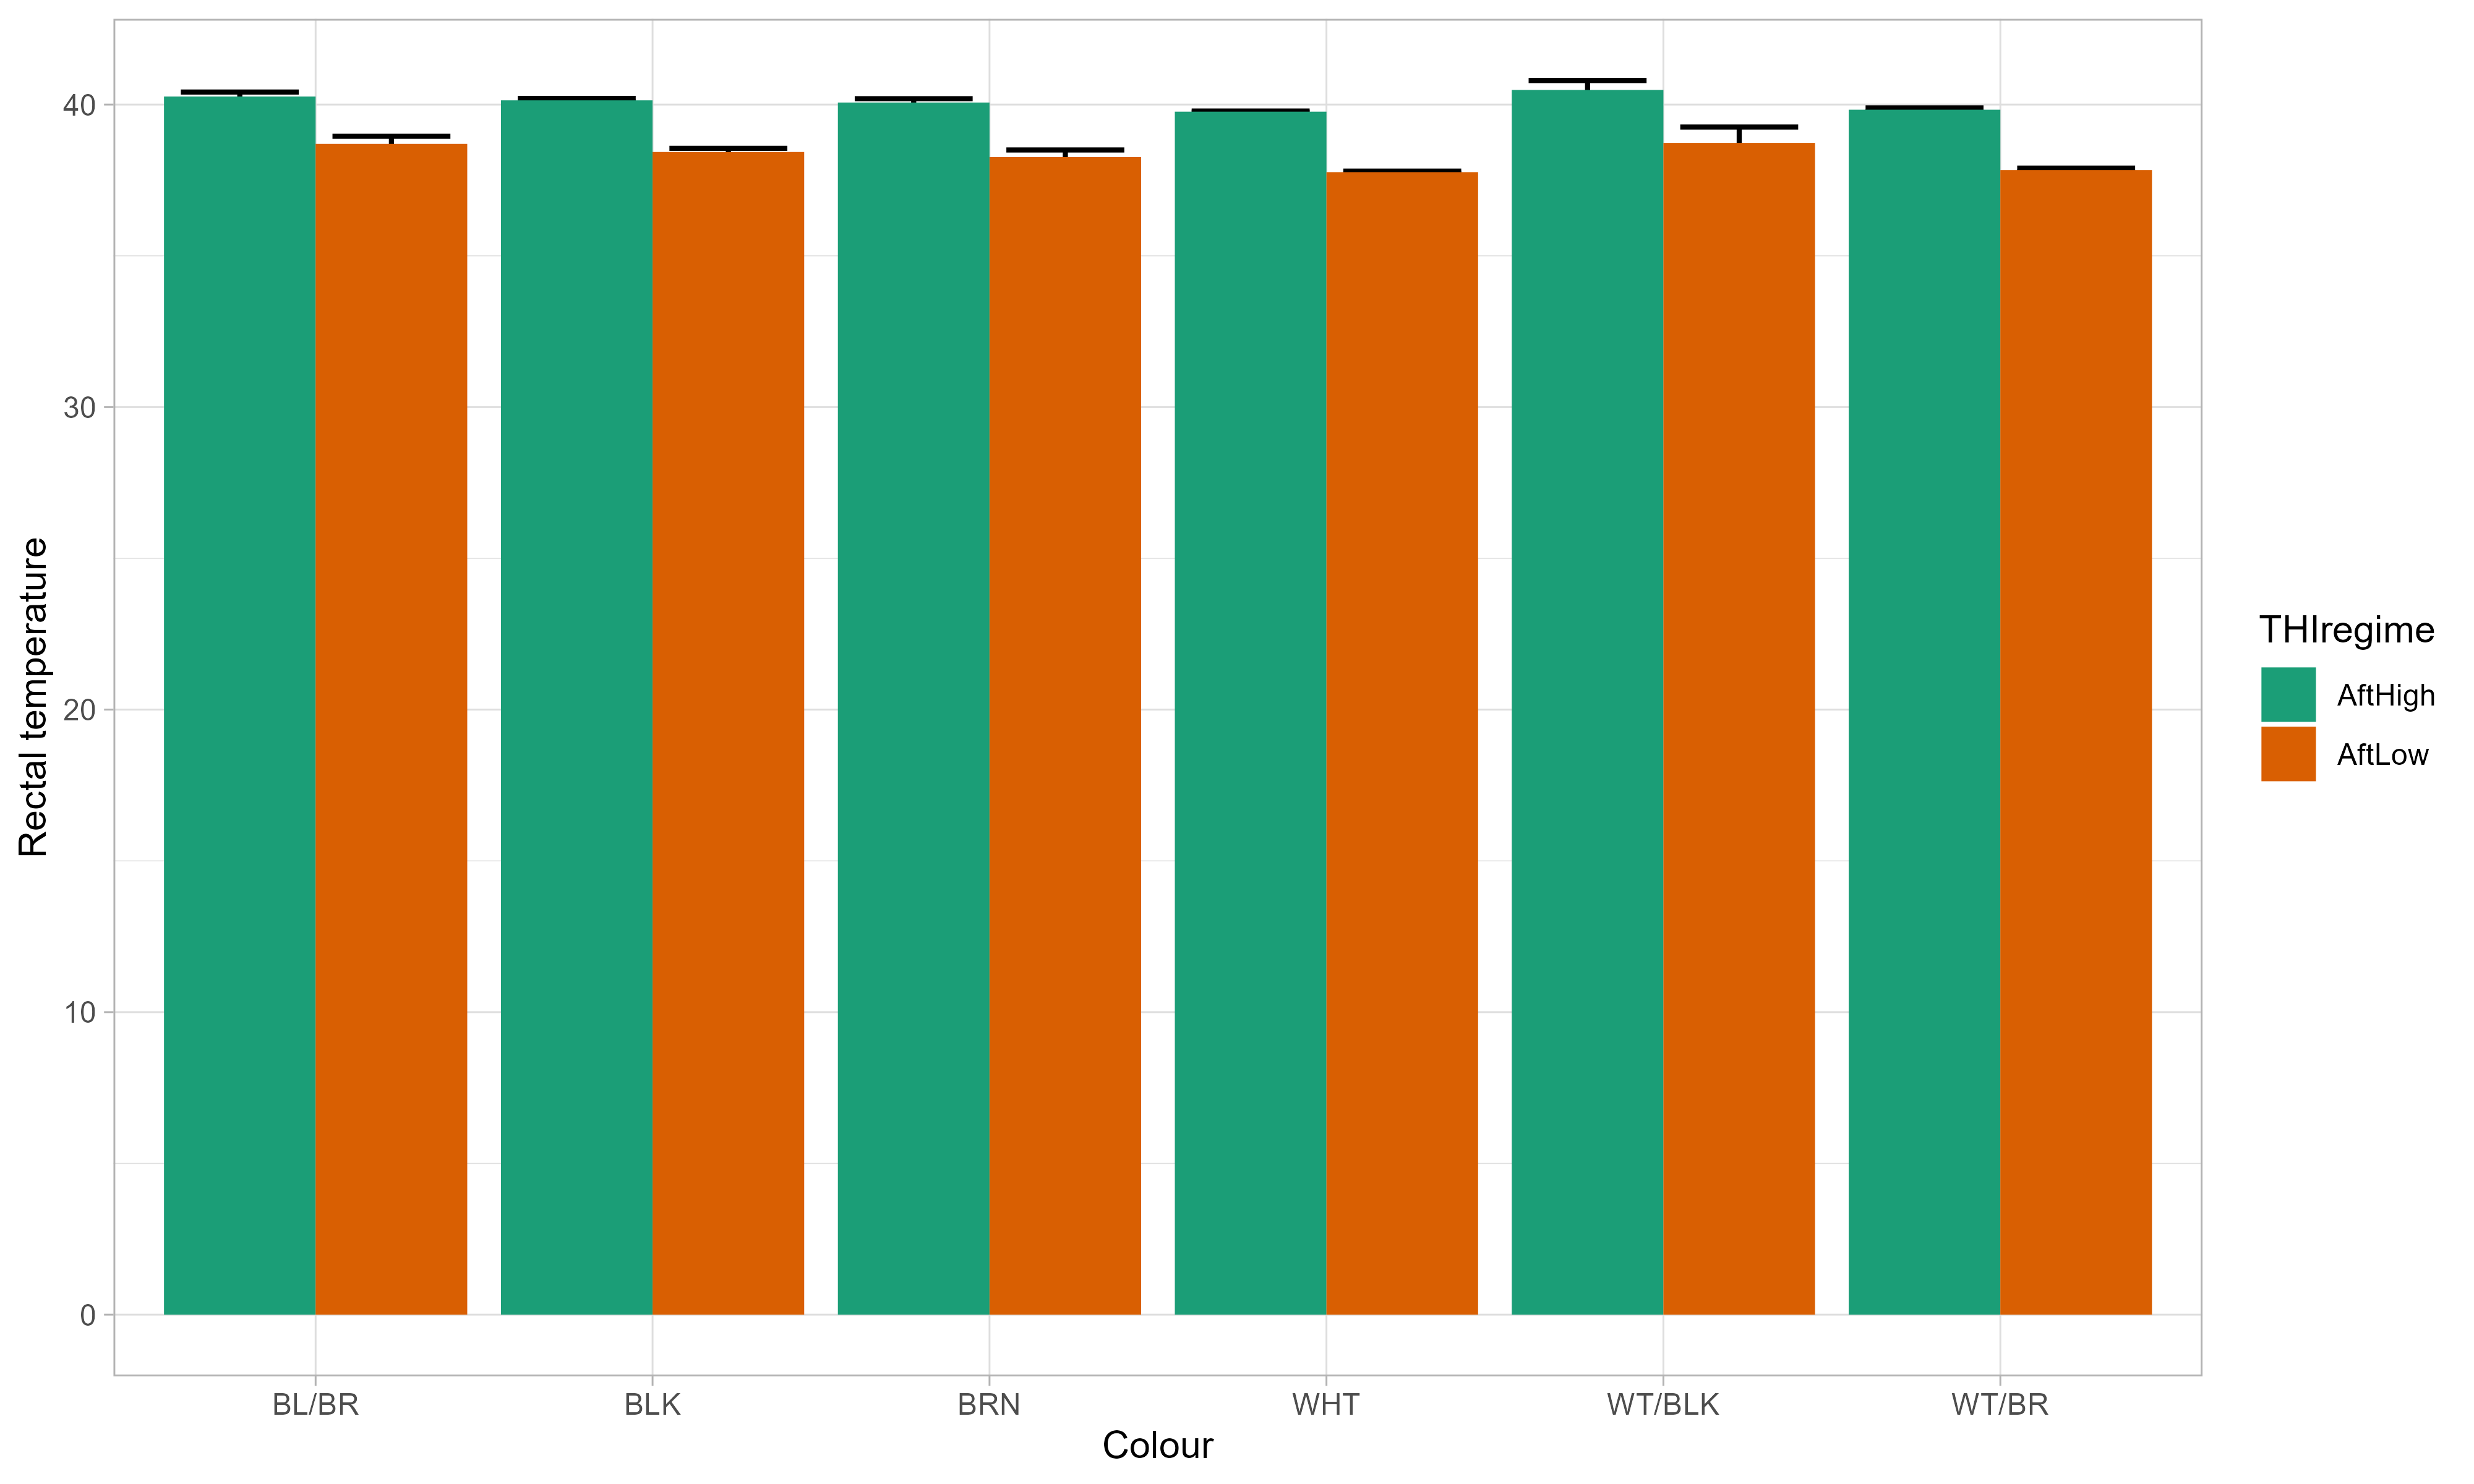 40
30
20
10
0
Rectal temperature
BL/BR
BLK
BRN
WHT
WT/BLK
WT/BR
Colour
THIregime
AftHigh
AftLow